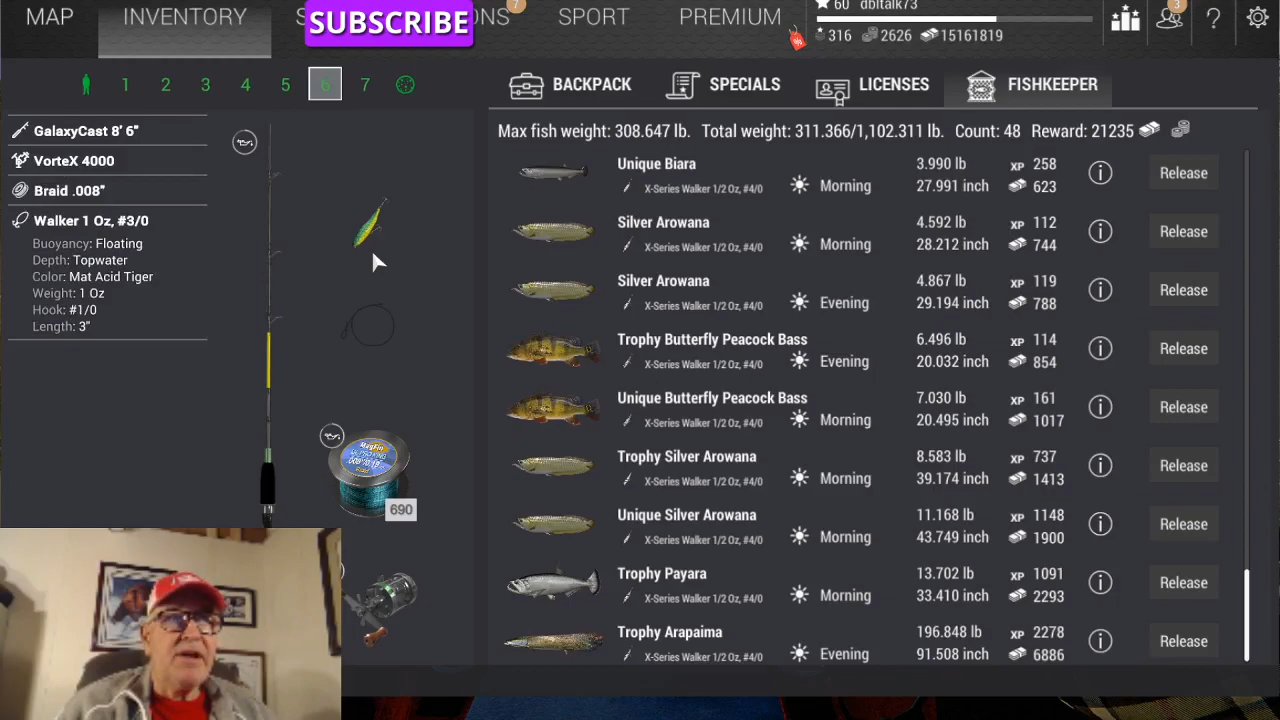 MAP
INVENTORY
SUBSCRIBE
7
SPORT
PREMIUM
60 dbltalk73
316 2626 15161819
3
?
1 2 3 4 5 6 7
BACKPACK
SPECIALS
LICENSES
FISHKEEPER
GalaxyCast 8' 6"
VorteX 4000
Braid .008"
Walker 1 Oz, #3/0
Buoyancy: Floating
Depth: Topwater
Color: Mat Acid Tiger
Weight: 1 Oz
Hook: #1/0
Length: 3"
690
Max fish weight: 308.647 lb. Total weight: 311.366/1,102.311 lb. Count: 48 Reward: 21235
Unique Biara 3.990 lb XP 258
X-Series Walker 1/2 Oz, #4/0 Morning 27.991 inch 623
Release
Silver Arowana 4.592 lb XP 112
X-Series Walker 1/2 Oz, #4/0 Morning 28.212 inch 744
Release
Silver Arowana 4.867 lb XP 119
X-Series Walker 1/2 Oz, #4/0 Evening 29.194 inch 788
Release
Trophy Butterfly Peacock Bass 6.496 lb XP 114
X-Series Walker 1/2 Oz, #4/0 Evening 20.032 inch 854
Release
Unique Butterfly Peacock Bass 7.030 lb XP 161
X-Series Walker 1/2 Oz, #4/0 Morning 20.495 inch 1017
Release
Trophy Silver Arowana 8.583 lb XP 737
X-Series Walker 1/2 Oz, #4/0 Morning 39.174 inch 1413
Release
Unique Silver Arowana 11.168 lb XP 1148
X-Series Walker 1/2 Oz, #4/0 Morning 43.749 inch 1900
Release
Trophy Payara 13.702 lb XP 1091
X-Series Walker 1/2 Oz, #4/0 Morning 33.410 inch 2293
Release
Trophy Arapaima 196.848 lb XP 2278
X-Series Walker 1/2 Oz, #4/0 Evening 91.508 inch 6886
Release